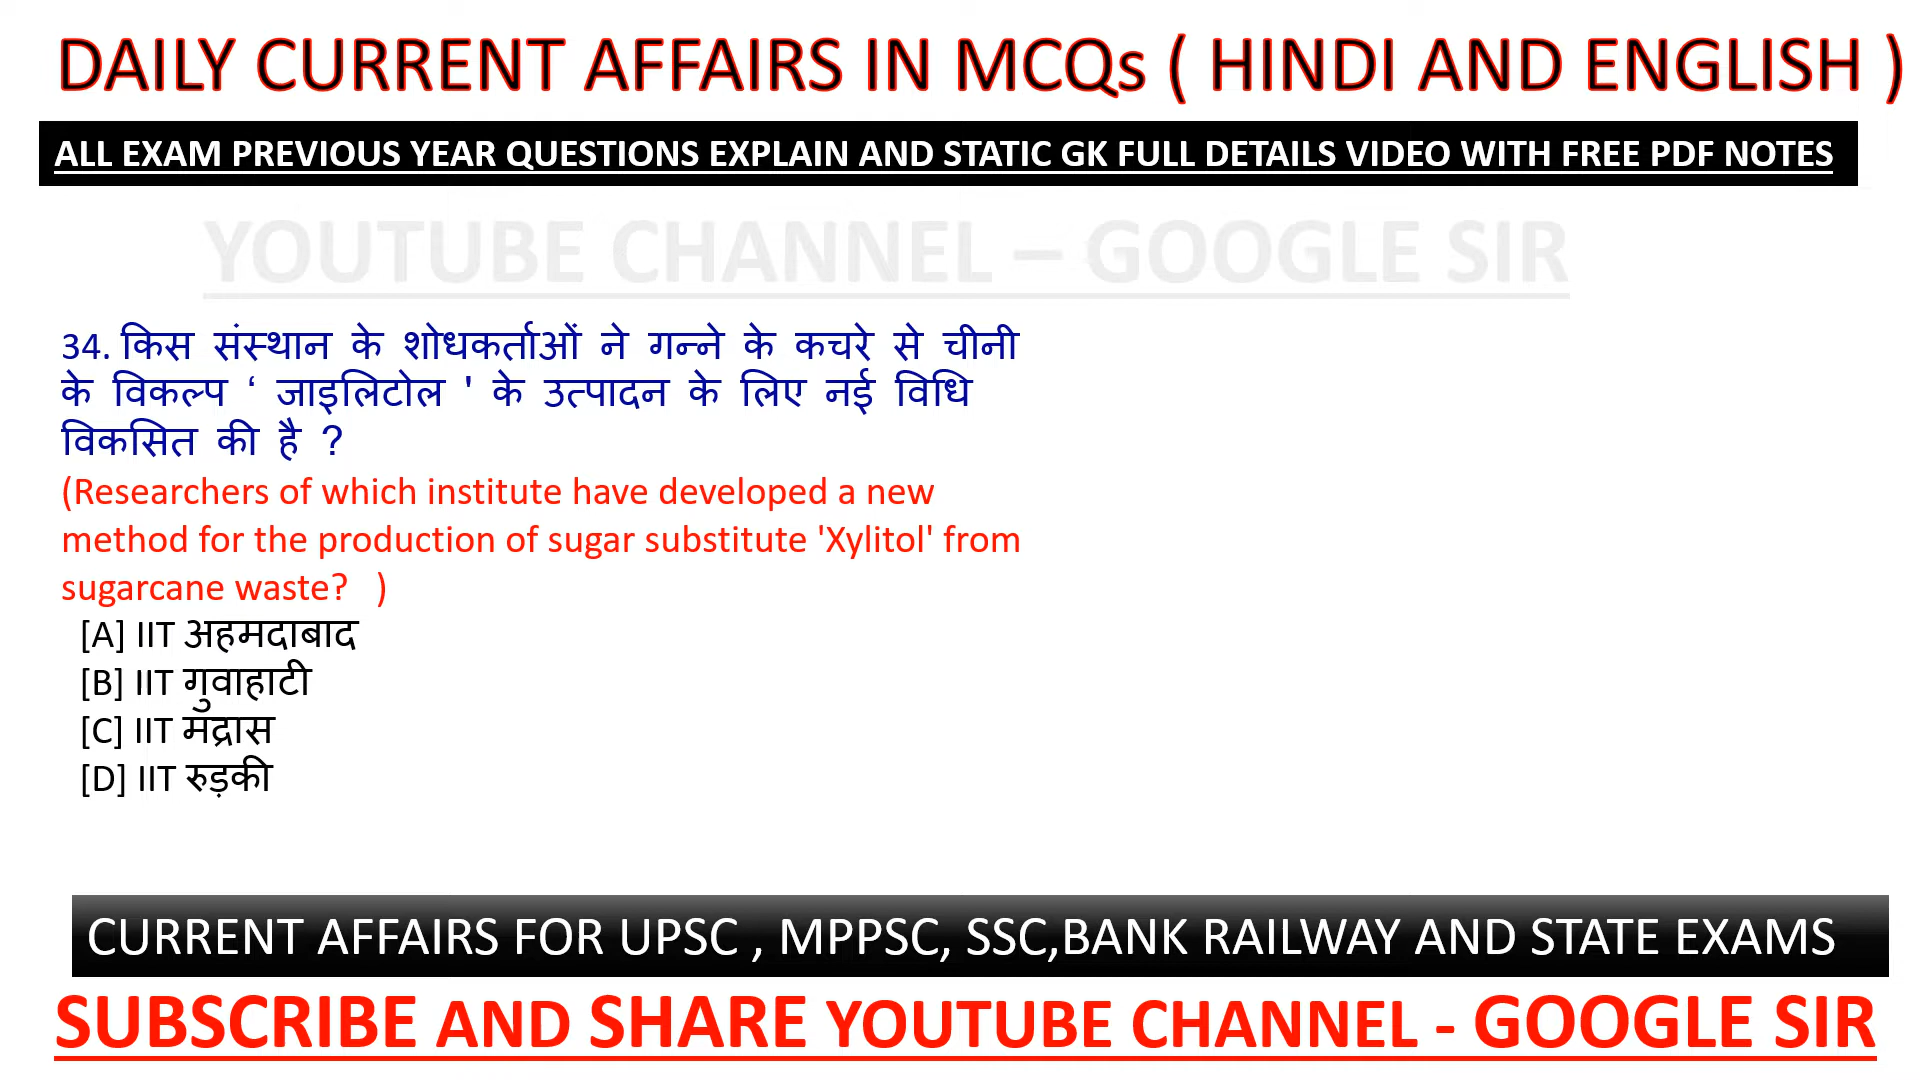 DAILY CURRENT AFFAIRS IN MCQs ( HINDI AND ENGLISH )
ALL EXAM PREVIOUS YEAR QUESTIONS EXPLAIN AND STATIC GK FULL DETAILS VIDEO WITH FREE PDF NOTES
YOUTUBE CHANNEL – GOOGLE SIR
34. किस संस्थान के शोधकर्ताओं ने गन्ने के कचरे से चीनी
के विकल्प ‘ जाइलिटोल ' के उत्पादन के लिए नई विधि
विकसित की है ?
(Researchers of which institute have developed a new
method for the production of sugar substitute 'Xylitol' from
sugarcane waste? )
[A] IIT अहमदाबाद
[B] IIT गुवाहाटी
[C] IIT मद्रास
[D] IIT रुड़की
CURRENT AFFAIRS FOR UPSC , MPPSC, SSC,BANK RAILWAY AND STATE EXAMS
SUBSCRIBE AND SHARE YOUTUBE CHANNEL - GOOGLE SIR